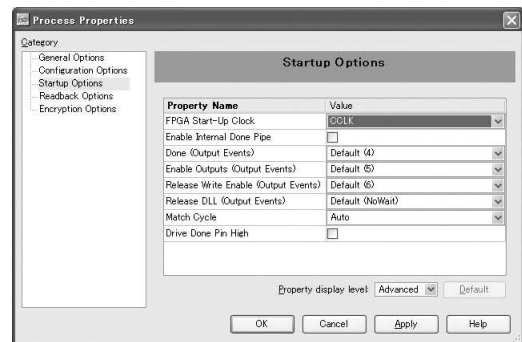 Process Properties
Category
General Options
Configuration Options
Startup Options
Readback Options
Encryption Options
Startup Options
Property Name Value
FPGA Start-Up Clock CCLK
Enable Internal Done Pipe
Done (Output Events) Default (4)
Enable Outputs (Output Events) Default (5)
Release Write Enable (Output Events) Default (6)
Release DLL (Output Events) Default (NoWait)
Match Cycle Auto
Drive Done Pin High
Property display level: Advanced Default
OK Cancel Apply Help